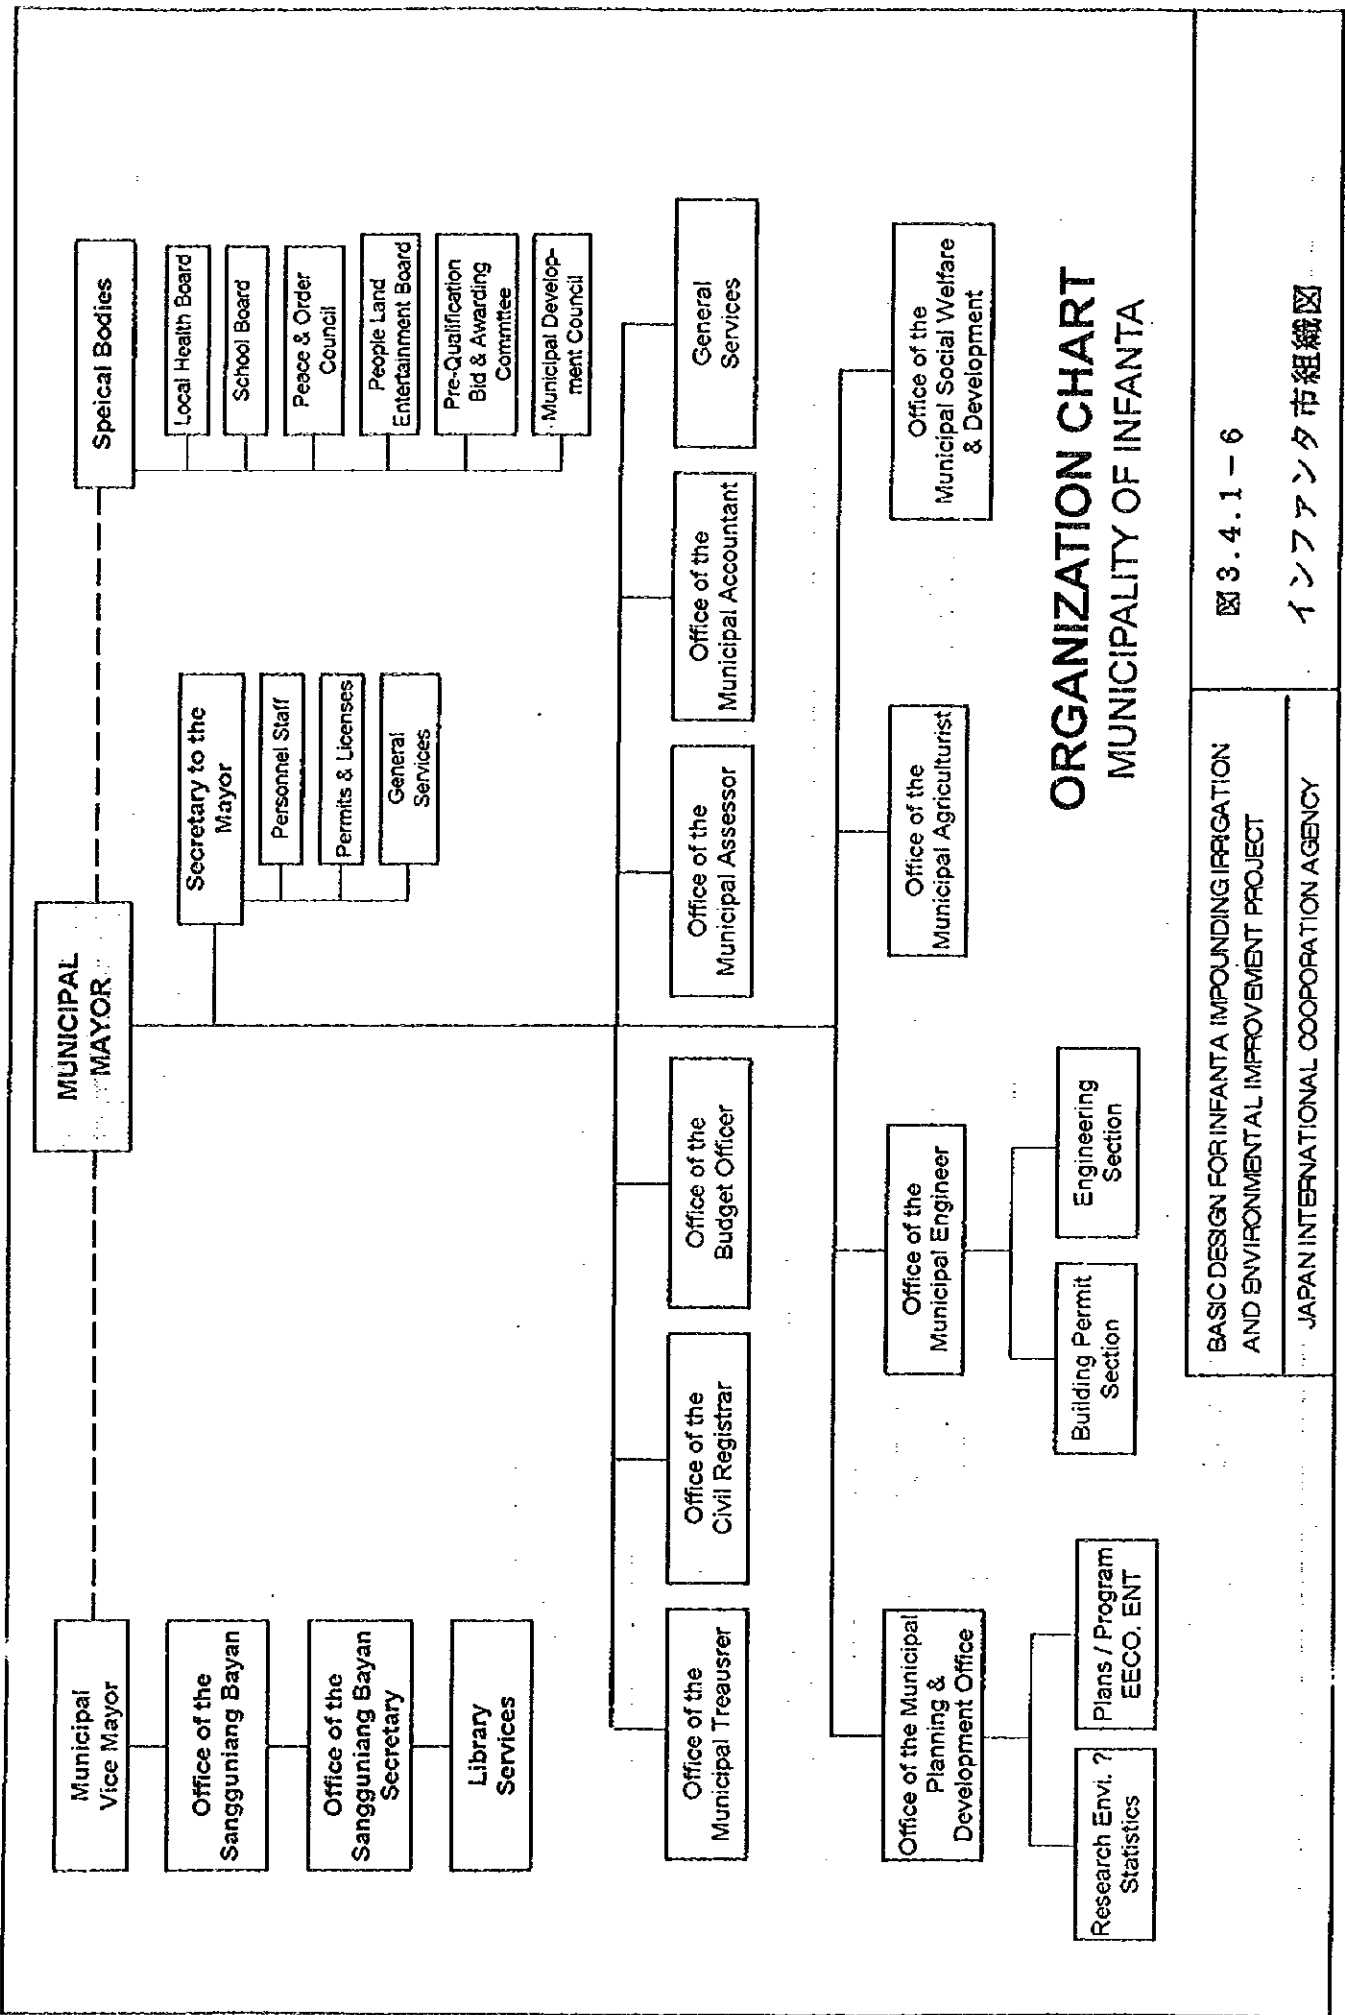 MUNICIPAL
MAYOR
Municipal
Vice Mayor
Office of the
Sangguniang Bayan
Office of the
Sangguniang Bayan
Secretary
Library
Services
Secretary to the
Mayor
Personnel Staff
Permits & Licenses
General
Services
Speical Bodies
Local Health Board
School Board
Peace & Order
Council
People Land
Entertainment Board
Pre-Qualification
Bid & Awarding
Committee
Municipal Develop-
ment Council
Office of the
Municipal Treausrer
Office of the
Civil Registrar
Office of the
Budget Officer
Office of the
Municipal Assessor
Office of the
Municipal Accountant
General
Services
Office of the Municipal
Planning &
Development Office
Research Envi. ?
Statistics
Plans / Program
EECO. ENT
Office of the
Municipal Engineer
Building Permit
Section
Engineering
Section
Office of the
Municipal Agriculturist
Office of the
Municipal Social Welfare
& Development
ORGANIZATION CHART
MUNICIPALITY OF INFANTA
BASIC DESIGN FOR INFANTA IMPOUNDING IRRIGATION
AND ENVIRONMENTAL IMPROVEMENT PROJECT
JAPAN INTERNATIONAL COOPORATION AGENCY
図3.4.1-6
インファンタ市組織図